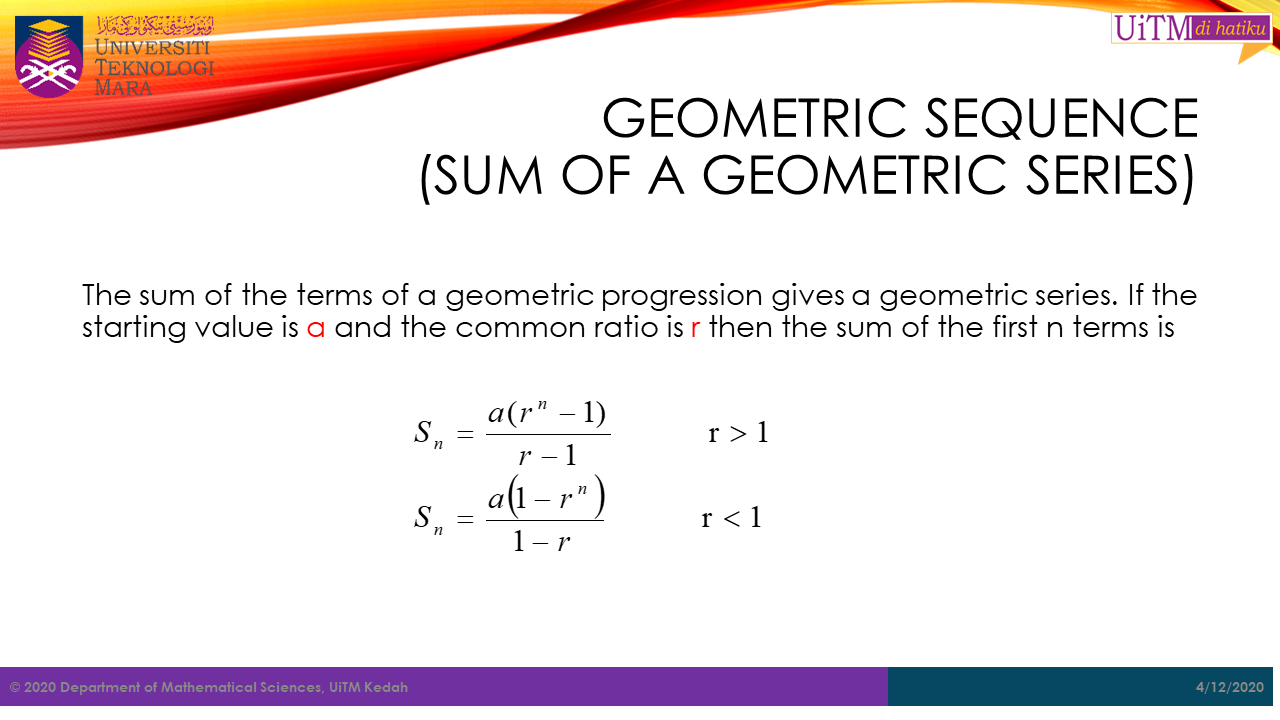 UNIVERSITI
TEKNOLOGI
MARA
UiTM di hatiku
GEOMETRIC SEQUENCE
(SUM OF A GEOMETRIC SERIES)
The sum of the terms of a geometric progression gives a geometric series. If the
starting value is a and the common ratio is r then the sum of the first n terms is
S_n = a(r^n − 1) / (r − 1)    r > 1
S_n = a(1 − r^n) / (1 − r)    r < 1
© 2020 Department of Mathematical Sciences, UiTM Kedah
4/12/2020